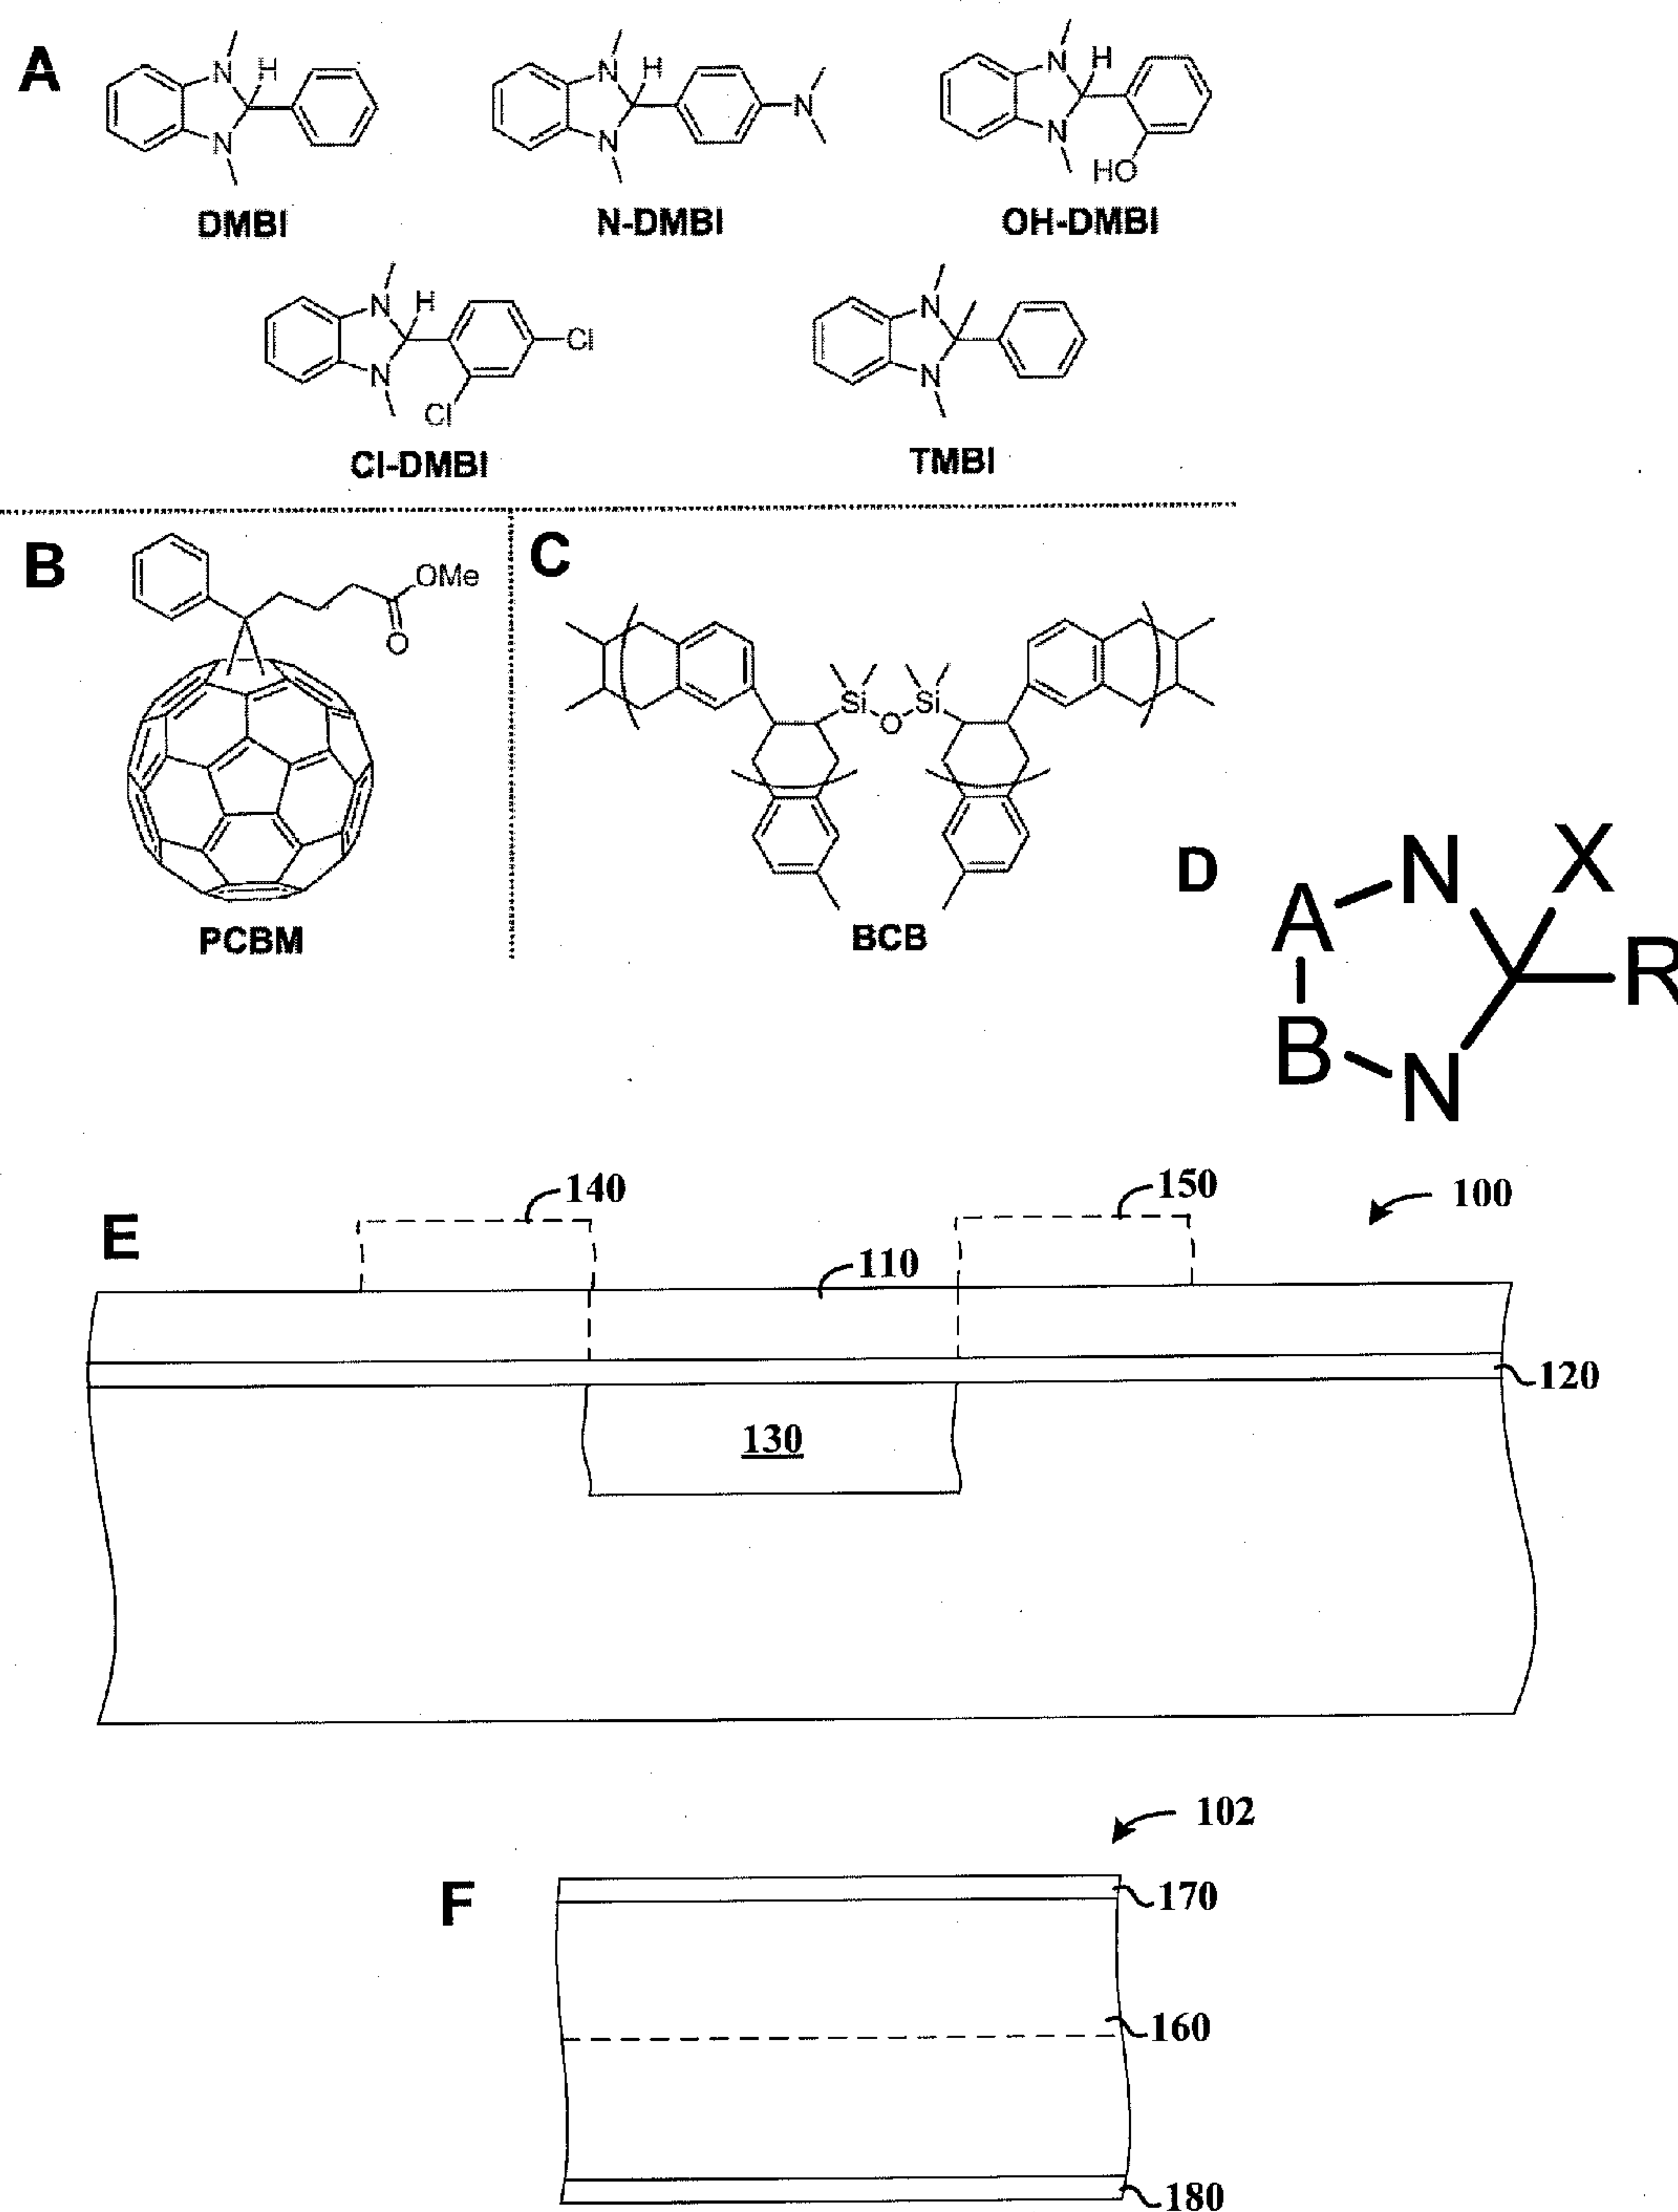 A
N
H
N
DMBI
N
H
N
N
N-DMBI
N
H
N
HO
OH-DMBI
N
H
N
Cl
Cl
Cl-DMBI
N
N
TMBI
B
OMe
O
PCBM
C
Si
O
Si
BCB
D
A
N
X
R
B
N
E
140
150
100
110
120
130
102
F
170
160
180